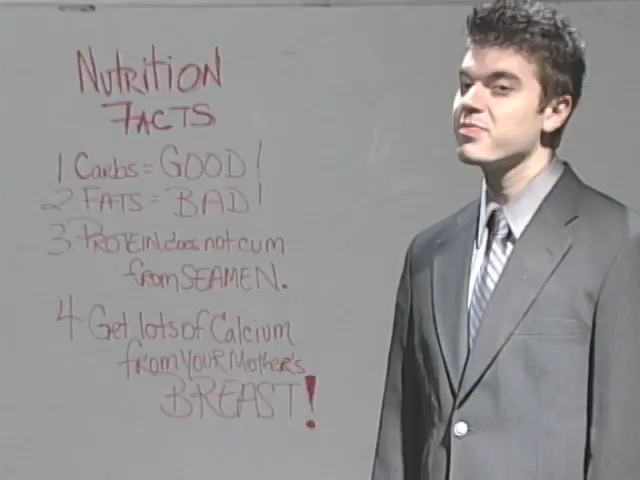 NUTRITION
FACTS
1 Carbs = GOOD!
2 FATS = BAD!
3. PROTEIN does not cum
from SEAMEN.
4 Get lots of Calcium
from YOUR MOTHER'S
BREAST!